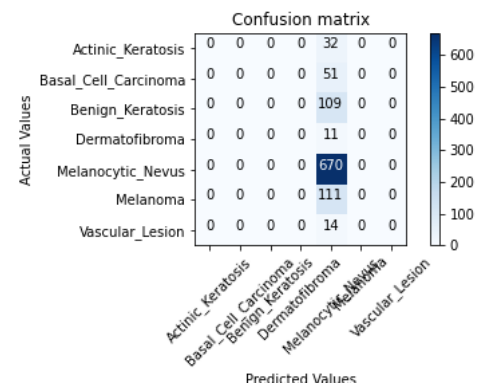 Confusion matrix
Actinic_Keratosis 0 0 0 0 32 0 0
Basal_Cell_Carcinoma 0 0 0 0 51 0 0
Benign_Keratosis 0 0 0 0 109 0 0
Dermatofibroma 0 0 0 0 11 0 0
Melanocytic_Nevus 0 0 0 0 670 0 0
Melanoma 0 0 0 0 111 0 0
Vascular_Lesion 0 0 0 0 14 0 0
Actual Values
600
500
400
300
200
100
0
Actinic_Keratosis
Basal_Cell_Carcinoma
Benign_Keratosis
Dermatofibroma
Melanocytic_Nevus
Melanoma
Vascular_Lesion
Predicted Values